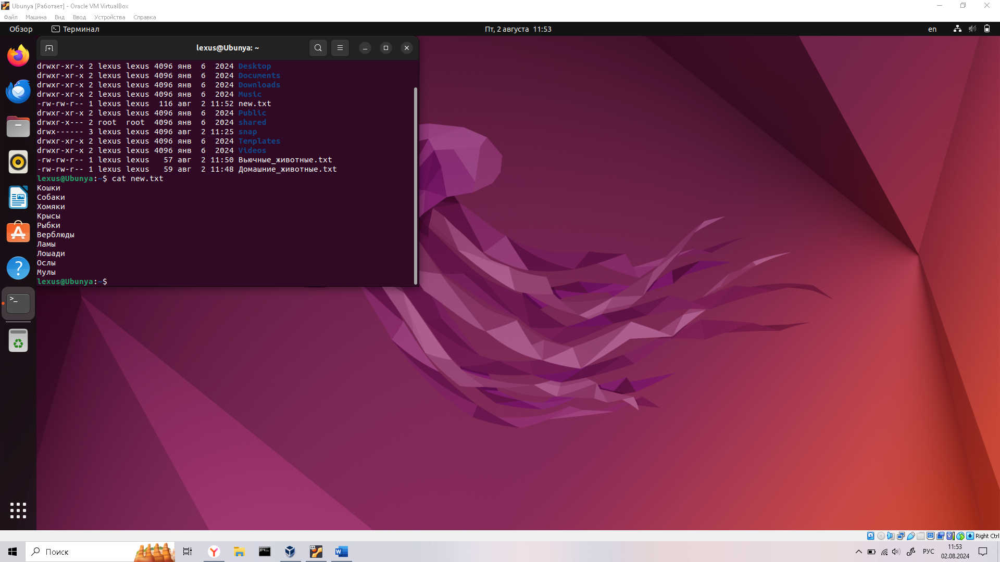 Ubunya [Работает] - Oracle VM VirtualBox
Файл Машина Вид Ввод Устройства Справка
Обзор Терминал Пт, 2 августа 11:53 en
lexus@Ubunya: ~
drwxr-xr-x 2 lexus lexus 4096 янв 6 2024 Desktop
drwxr-xr-x 2 lexus lexus 4096 янв 6 2024 Documents
drwxr-xr-x 2 lexus lexus 4096 янв 6 2024 Downloads
drwxr-xr-x 2 lexus lexus 4096 янв 6 2024 Music
-rw-rw-r-- 1 lexus lexus 116 авг 2 11:52 new.txt
drwxr-xr-x 2 lexus lexus 4096 янв 6 2024 Public
drwxr-x--- 2 root root 4096 янв 6 2024 shared
drwx------ 3 lexus lexus 4096 авг 2 11:25 snap
drwxr-xr-x 2 lexus lexus 4096 янв 6 2024 Templates
drwxr-xr-x 2 lexus lexus 4096 янв 6 2024 Videos
-rw-rw-r-- 1 lexus lexus 57 авг 2 11:50 Вьючные_животные.txt
-rw-rw-r-- 1 lexus lexus 59 авг 2 11:48 Домашние_животные.txt
lexus@Ubunya:~$ cat new.txt
Кошки
Собаки
Хомяки
Крысы
Рыбки
Верблюды
Ламы
Лошади
Ослы
Мулы
lexus@Ubunya:~$
Right Ctrl
Поиск
РУС
11:53
02.08.2024